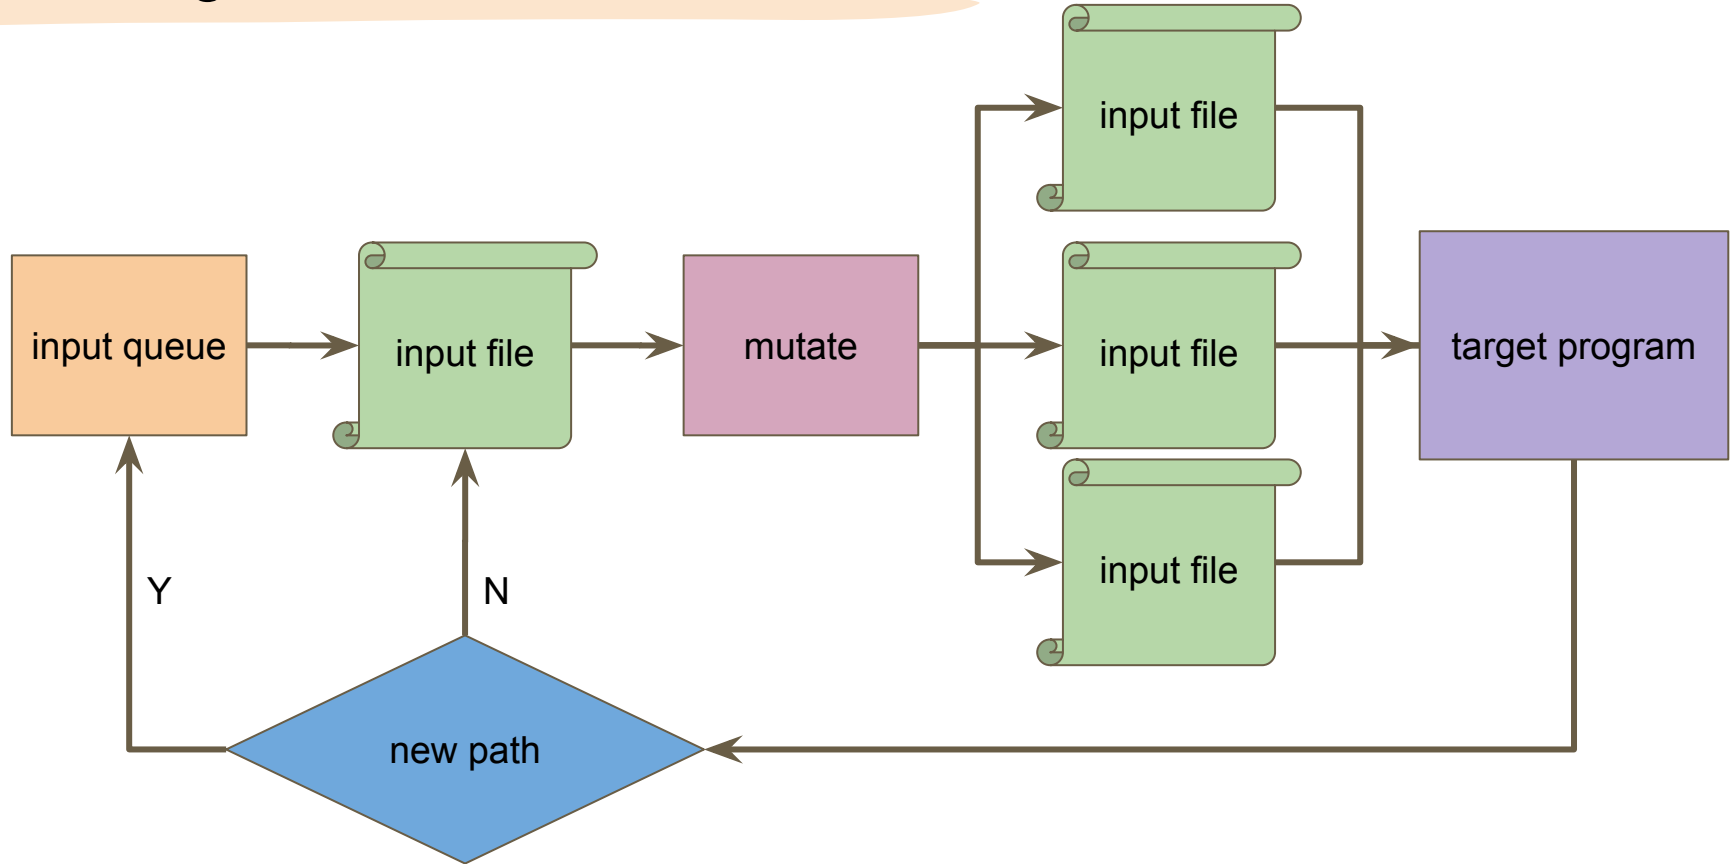 input file
input queue
input file
mutate
input file
target program
input file
Y
N
new path